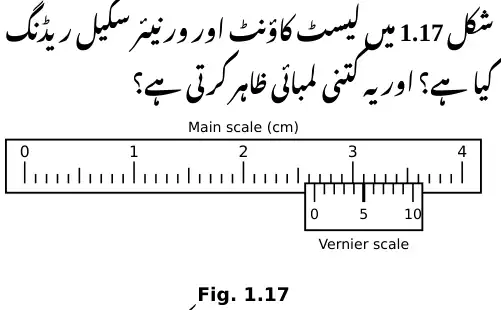 شکل 1.17 میں لیسٹ کاؤنٹ اور ورنیئر سکیل ریڈنگ
کیا ہے؟ اور یہ کتنی لمبائی ظاہر کرتی ہے؟
Main scale (cm)
0 1 2 3 4
0 5 10
Vernier scale
Fig. 1.17